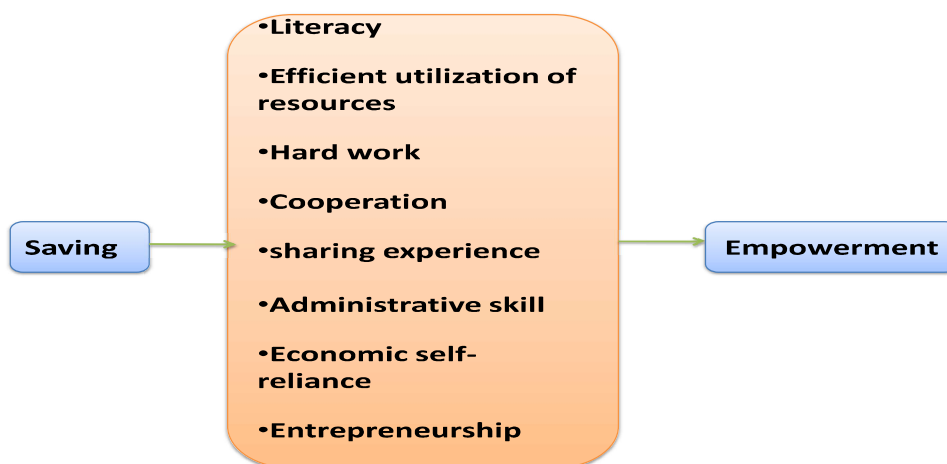 Saving
•Literacy
•Efficient utilization of
resources
•Hard work
•Cooperation
•sharing experience
•Administrative skill
•Economic self-
reliance
•Entrepreneurship
Empowerment